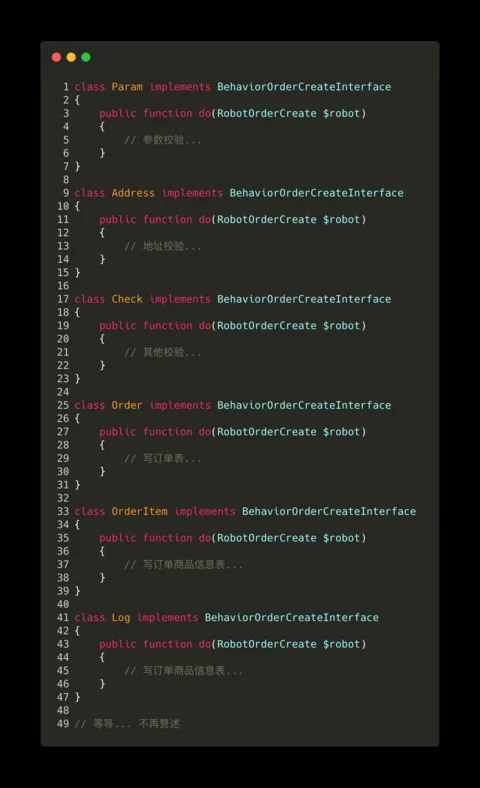 1 class Param implements BehaviorOrderCreateInterface
2 {
3     public function do(RobotOrderCreate $robot)
4     {
5         // 参数校验...
6     }
7 }
8
9 class Address implements BehaviorOrderCreateInterface
10 {
11     public function do(RobotOrderCreate $robot)
12     {
13         // 地址校验...
14     }
15 }
16
17 class Check implements BehaviorOrderCreateInterface
18 {
19     public function do(RobotOrderCreate $robot)
20     {
21         // 其他校验...
22     }
23 }
24
25 class Order implements BehaviorOrderCreateInterface
26 {
27     public function do(RobotOrderCreate $robot)
28     {
29         // 写订单表...
30     }
31 }
32
33 class OrderItem implements BehaviorOrderCreateInterface
34 {
35     public function do(RobotOrderCreate $robot)
36     {
37         // 写订单商品信息表...
38     }
39 }
40
41 class Log implements BehaviorOrderCreateInterface
42 {
43     public function do(RobotOrderCreate $robot)
44     {
45         // 写订单商品信息表...
46     }
47 }
48
49 // 等等... 不再赘述